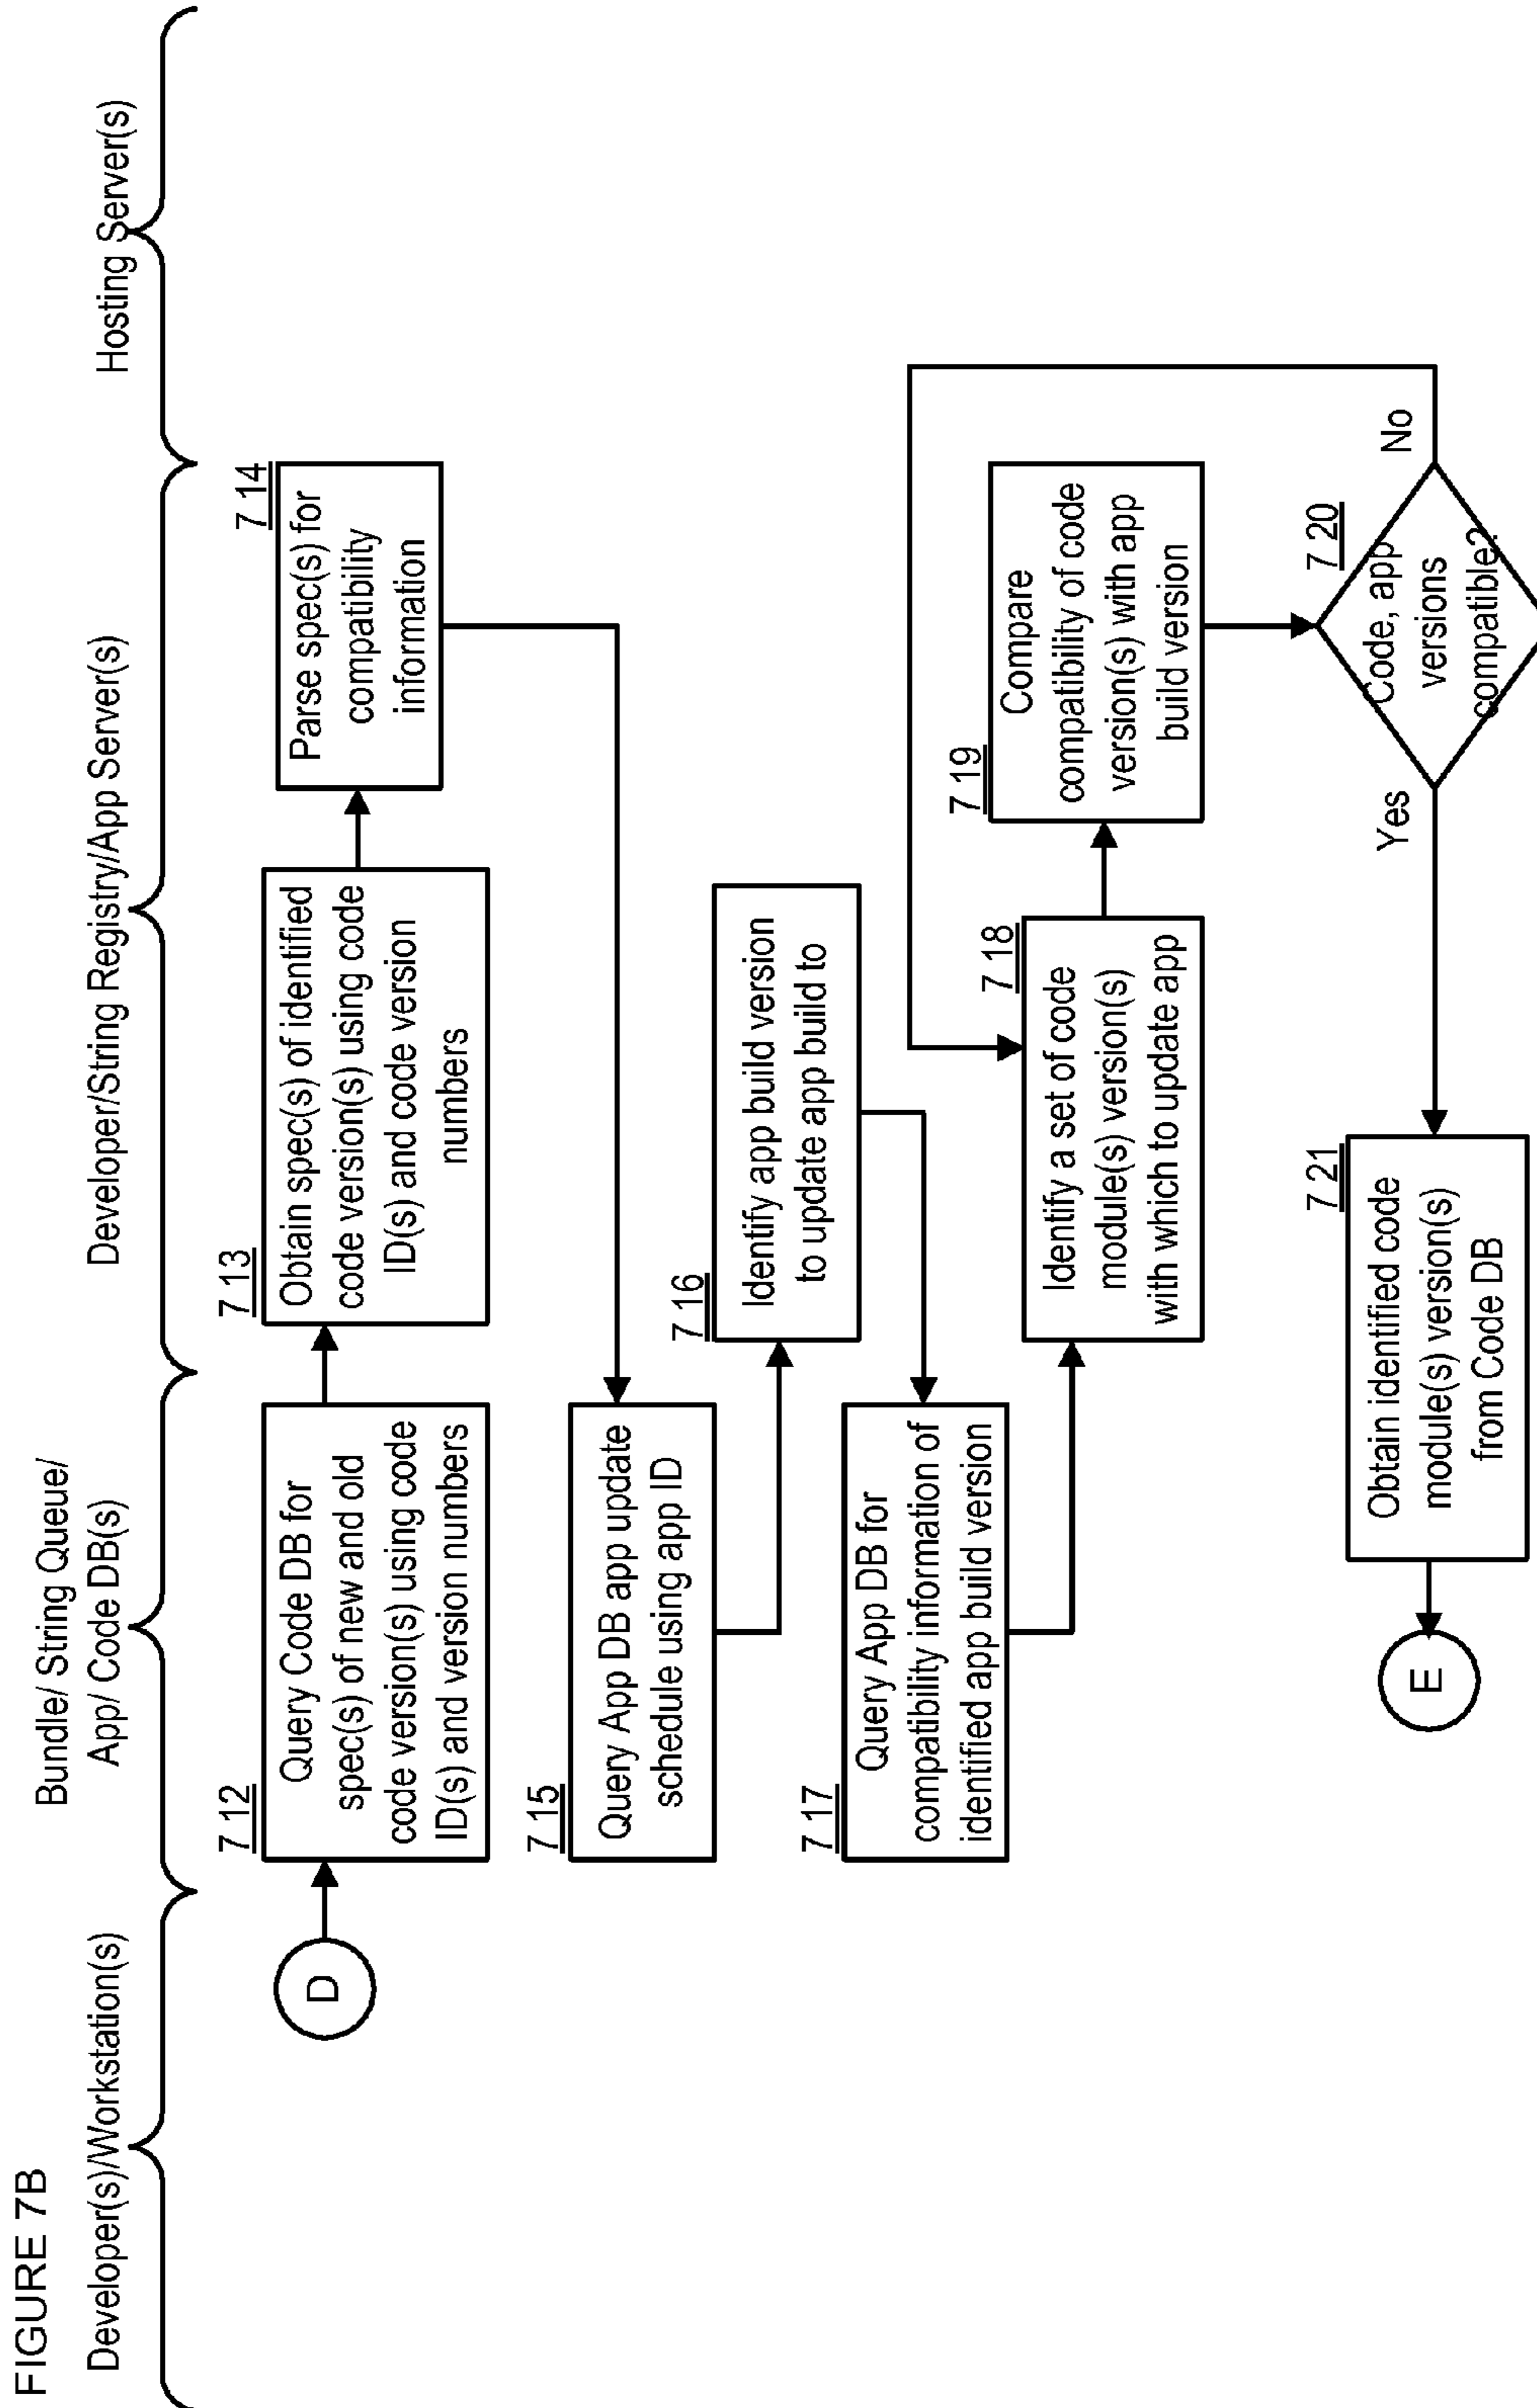 FIGURE 7B
Developer(s)/Workstation(s)
Bundle/ String Queue/
App/ Code DB(s)
Developer/String Registry/App Server(s)
Hosting Server(s)
D
7 12
Query Code DB for
spec(s) of new and old
code version(s) using code
ID(s) and version numbers
7 13
Obtain spec(s) of identified
code version(s) using code
ID(s) and code version
numbers
7 14
Parse spec(s) for
compatibility
information
7 15
Query App DB app update
schedule using app ID
7 16
Identify app build version
to update app build to
7 17
Query App DB for
compatibility information of
identified app build version
7 18
Identify a set of code
module(s) version(s)
with which to update app
7 19
Compare
compatibility of code
version(s) with app
build version
7 20
Code, app
versions
compatible?
No
Yes
7 21
Obtain identified code
module(s) version(s)
from Code DB
E